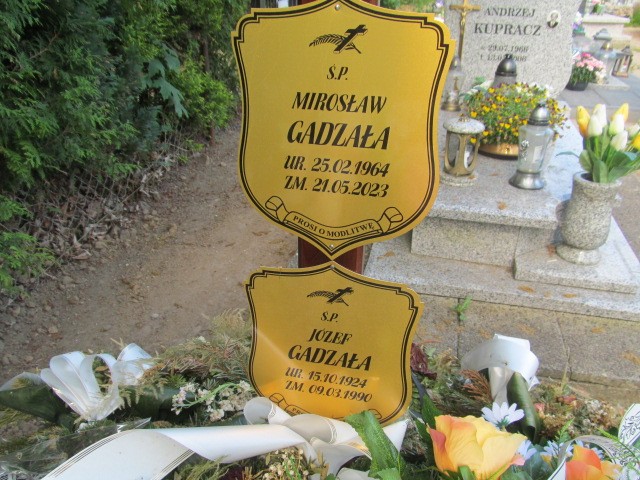 Ś.P.
MIROSŁAW
GADZAŁA
UR. 25.02.1964
ZM. 21.05.2023
PROSI O MODLITWĘ
Ś.P.
JÓZEF
GADZAŁA
UR. 15.10.1924
ZM. 09.03.1990
ANDRZEJ
KUPRACZ